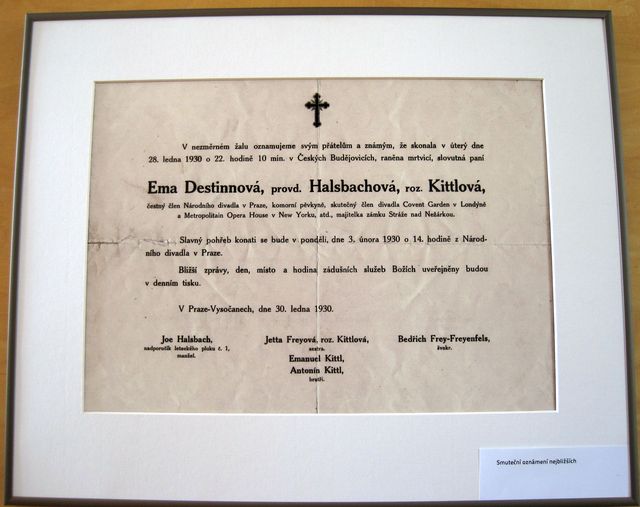 V nezměrném žalu oznamujeme svým přátelům a známým, že skonala v úterý dne
28. ledna 1930 o 22. hodině 10 min. v Českých Budějovicích, raněna mrtvicí, slovutná paní
Ema Destinnová, provd. Halsbachová, roz. Kittlová,
čestný člen Národního divadla v Praze, komorní pěvkyně, skutečný člen divadla Covent Garden v Londýně
a Metropolitain Opera House v New Yorku, atd., majitelka zámku Stráže nad Nežárkou.
Slavný pohřeb konati se bude v pondělí, dne 3. února 1930 o 14. hodině z Národ-
ního divadla v Praze.
Bližší zprávy, den, místo a hodina zádušních služeb Božích uveřejněny budou
v denním tisku.
V Praze-Vysočanech, dne 30. ledna 1930.
Joe Halsbach,
nadporučík leteckého pluku č. 1,
manžel.
Jetta Freyová, roz. Kittlová,
sestra.
Emanuel Kittl,
Antonín Kittl,
bratři.
Bedřich Frey-Freyenfels,
švakr.
Smuteční oznámení nejbližších